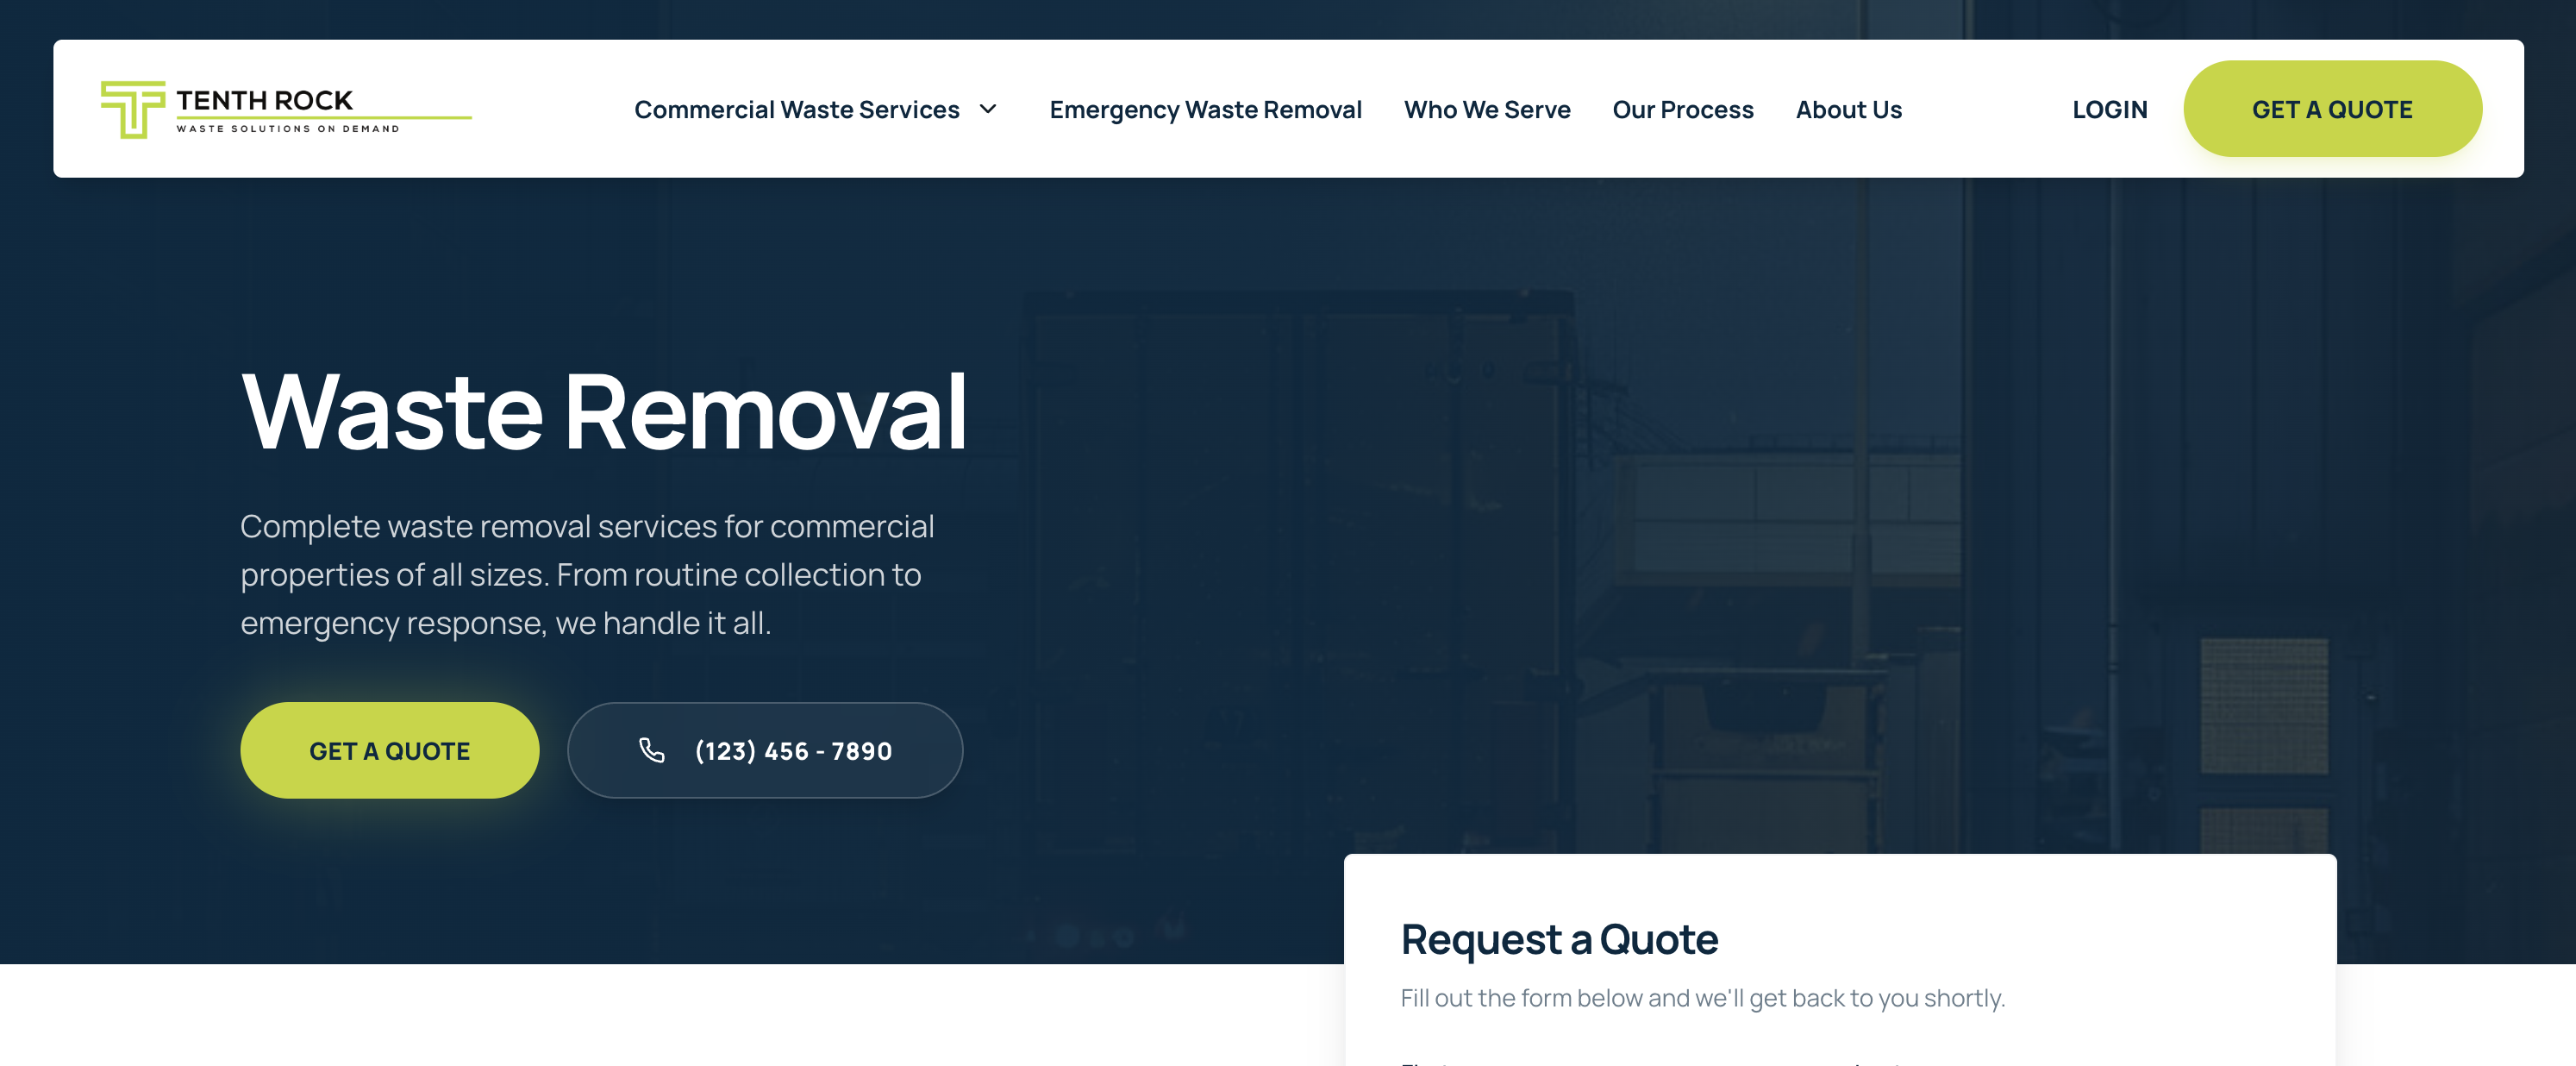 TENTH ROCK
WASTE SOLUTIONS ON DEMAND
Commercial Waste Services
Emergency Waste Removal
Who We Serve
Our Process
About Us
LOGIN
GET A QUOTE
Waste Removal
Complete waste removal services for commercial
properties of all sizes. From routine collection to
emergency response, we handle it all.
GET A QUOTE
(123) 456 - 7890
Request a Quote
Fill out the form below and we'll get back to you shortly.